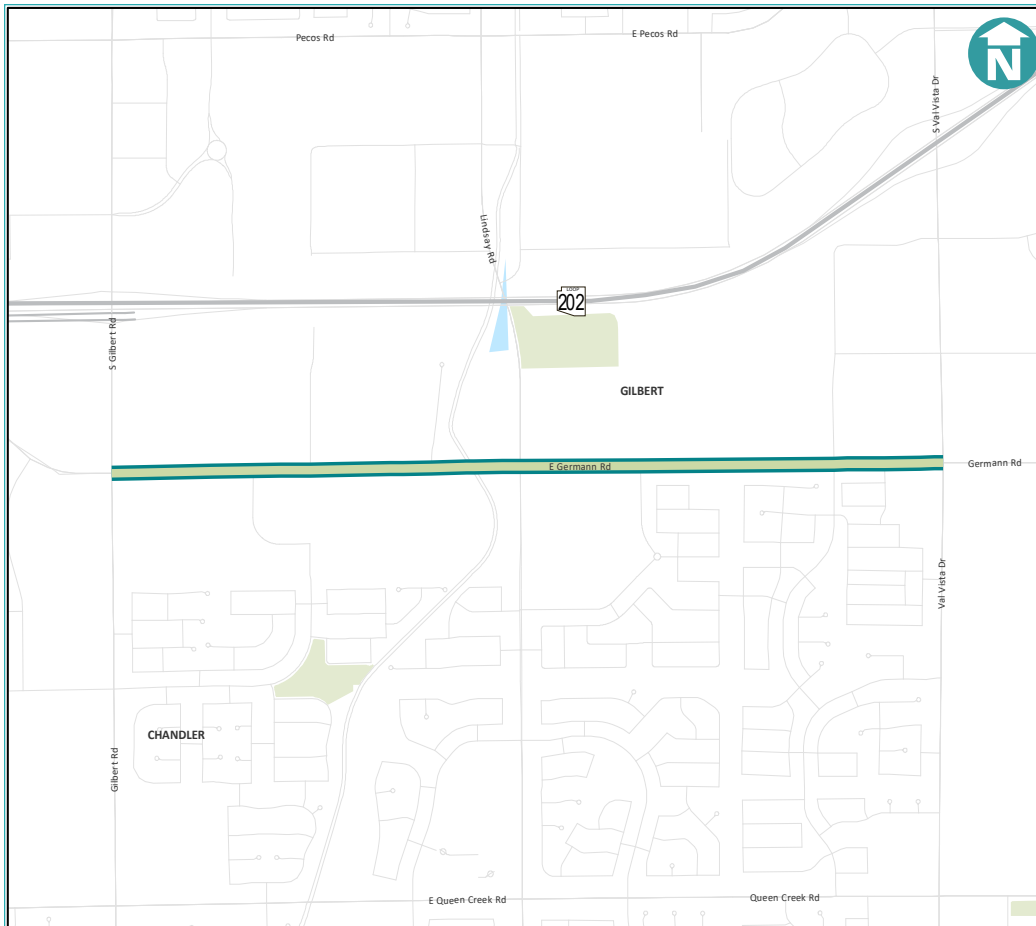 Pecos Rd
E Pecos Rd
N
S Val Vista Dr
Lindsay Rd
LOOP
202
S Gilbert Rd
GILBERT
E Germann Rd
Germann Rd
Val Vista Dr
CHANDLER
Gilbert Rd
E Queen Creek Rd
Queen Creek Rd